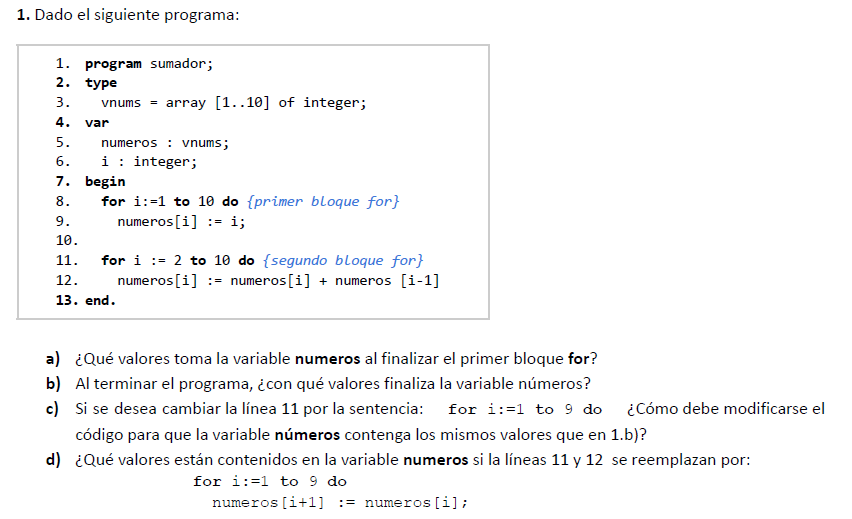 1. Dado el siguiente programa:
1. program sumador;
2. type
3. vnums = array [1..10] of integer;
4. var
5. numeros : vnums;
6. i : integer;
7. begin
8. for i:=1 to 10 do {primer bloque for}
9. numeros[i] := i;
10.
11. for i := 2 to 10 do {segundo bloque for}
12. numeros[i] := numeros[i] + numeros [i-1]
13. end.
a) ¿Qué valores toma la variable numeros al finalizar el primer bloque for?
b) Al terminar el programa, ¿con qué valores finaliza la variable números?
c) Si se desea cambiar la línea 11 por la sentencia: for i:=1 to 9 do ¿Cómo debe modificarse el
código para que la variable números contenga los mismos valores que en 1.b)?
d) ¿Qué valores están contenidos en la variable numeros si la líneas 11 y 12 se reemplazan por:
for i:=1 to 9 do
numeros[i+1] := numeros[i];